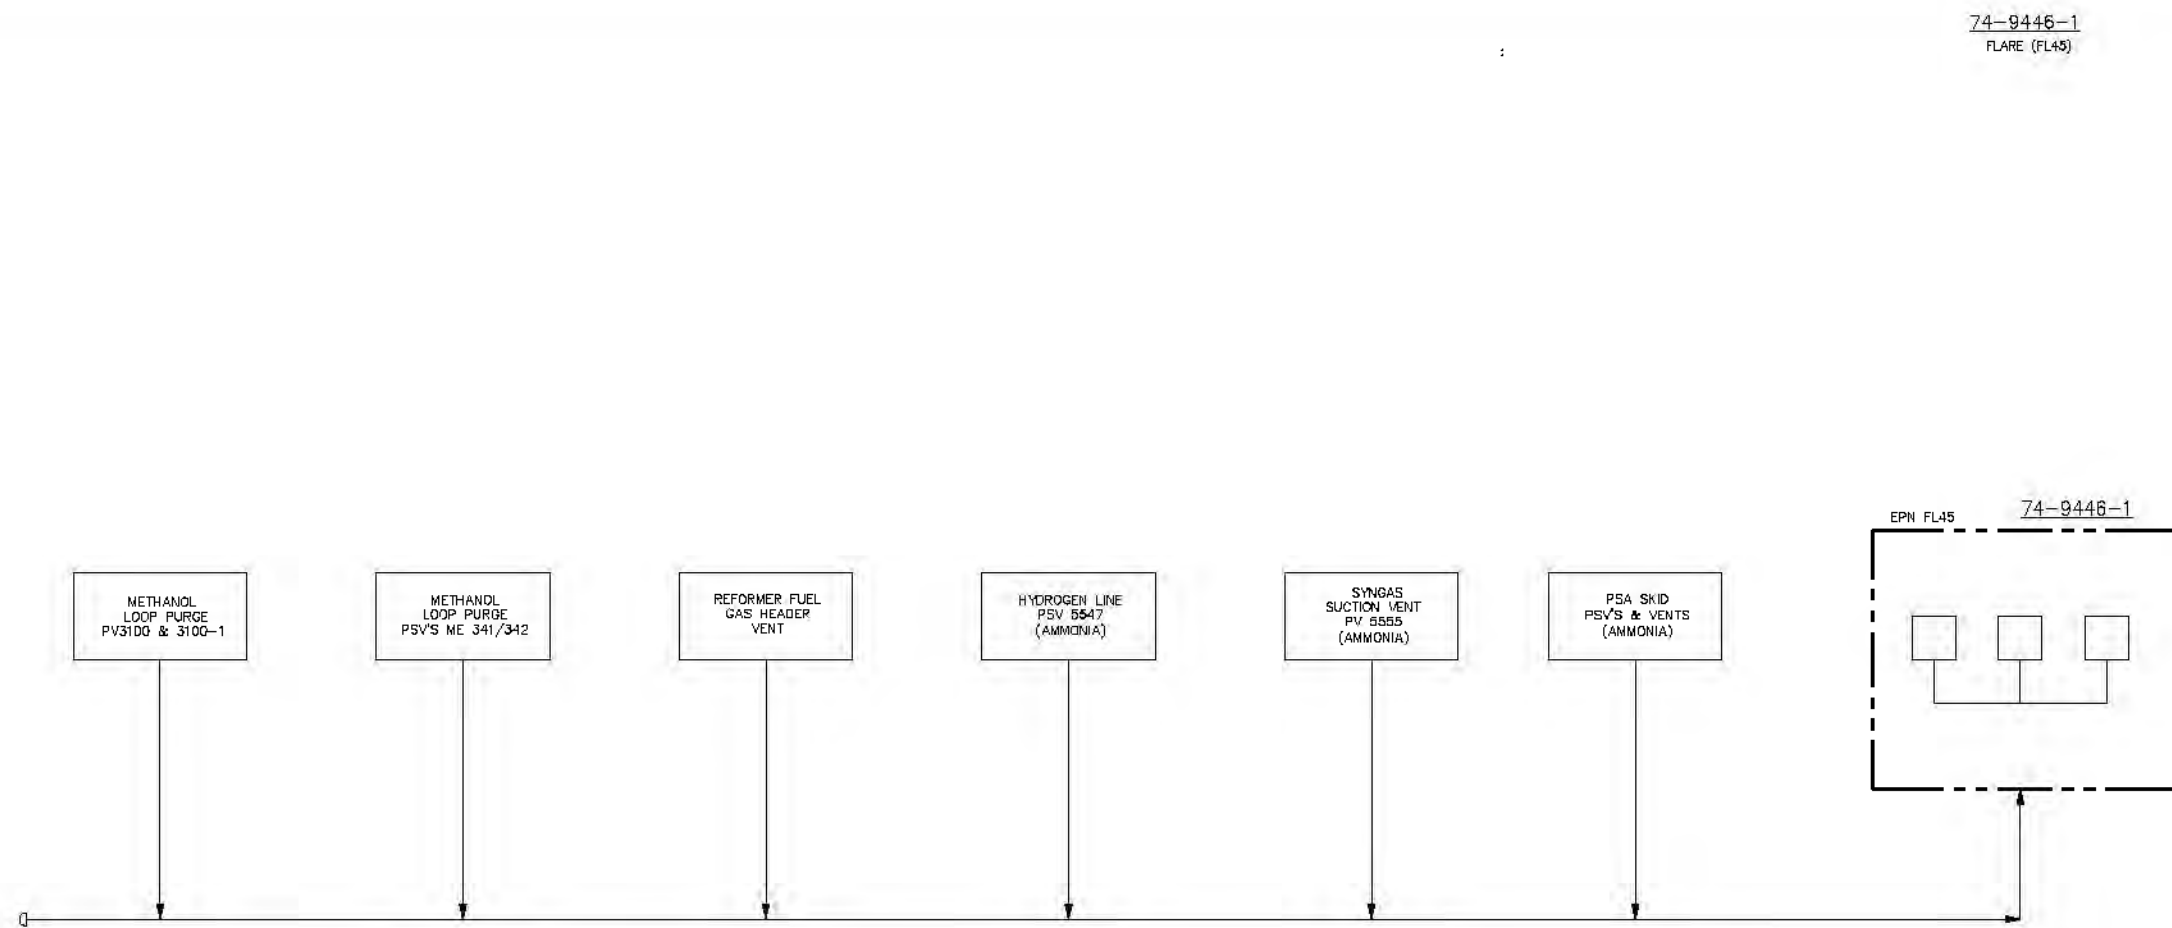 74-9446-1
FLARE (FL45)
EPN FL45
74-9446-1
METHANOL
LOOP PURGE
PV3100 & 3100-1
METHANOL
LOOP PURGE
PSV'S ME 341/342
REFORMER FUEL
GAS HEADER
VENT
HYDROGEN LINE
PSV 5547
(AMMONIA)
SYNGAS
SUCTION VENT
PV 5555
(AMMONIA)
PSA SKID
PSV'S & VENTS
(AMMONIA)